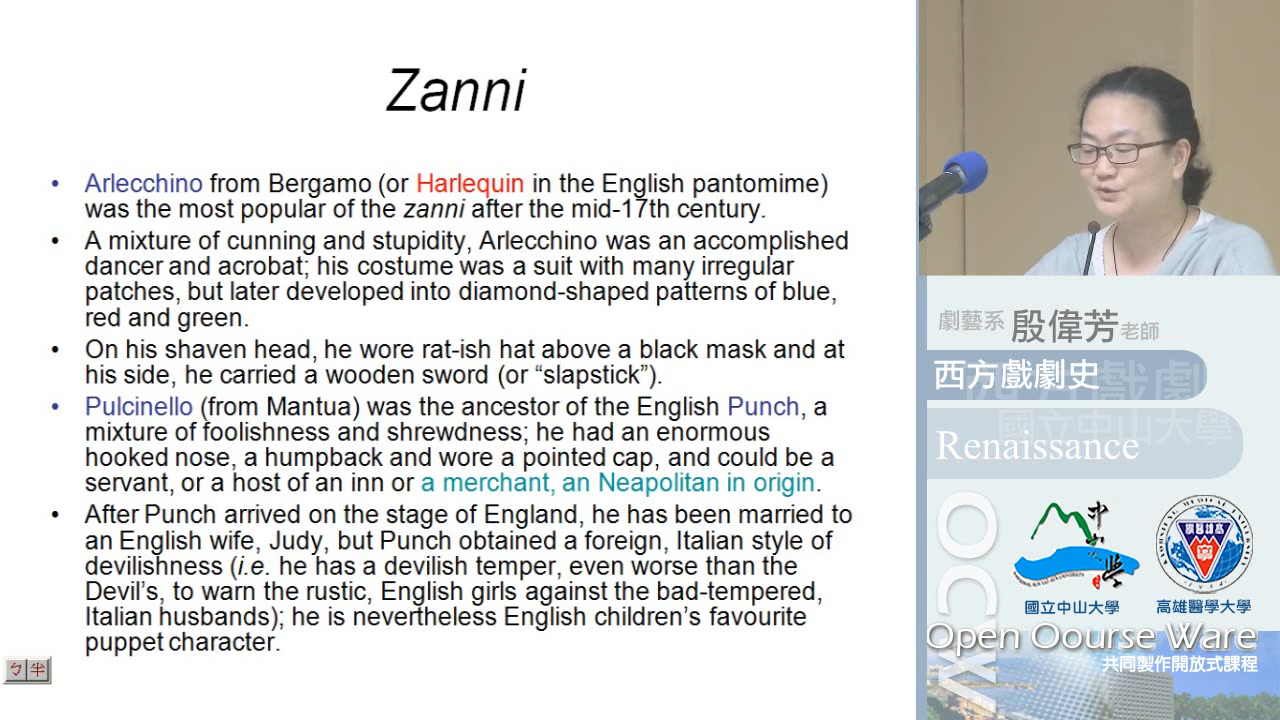 Zanni
• Arlecchino from Bergamo (or Harlequin in the English pantomime)
was the most popular of the zanni after the mid-17th century.
• A mixture of cunning and stupidity, Arlecchino was an accomplished
dancer and acrobat; his costume was a suit with many irregular
patches, but later developed into diamond-shaped patterns of blue,
red and green.
• On his shaven head, he wore rat-ish hat above a black mask and at
his side, he carried a wooden sword (or “slapstick”).
• Pulcinello (from Mantua) was the ancestor of the English Punch, a
mixture of foolishness and shrewdness; he had an enormous
hooked nose, a humpback and wore a pointed cap, and could be a
servant, or a host of an inn or a merchant, an Neapolitan in origin.
• After Punch arrived on the stage of England, he has been married to
an English wife, Judy, but Punch obtained a foreign, Italian style of
devilishness (i.e. he has a devilish temper, even worse than the
Devil’s, to warn the rustic, English girls against the bad-tempered,
Italian husbands); he is nevertheless English children’s favourite
puppet character.
ㄅ半
劇藝系 殷偉芳老師
西方戲劇史
國立中山大學
Renaissance
OCW
中山大學
國立中山大學
高雄醫學大學
Open Oourse Ware
共同製作開放式課程